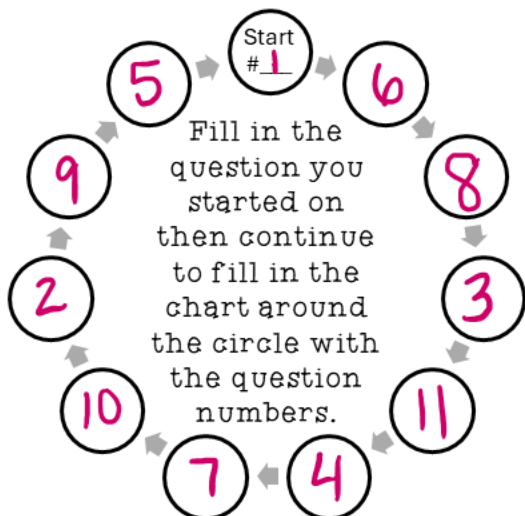 Start
#1
6
8
3
11
4
7
10
2
9
5
Fill in the
question you
started on
then continue
to fill in the
chart around
the circle with
the question
numbers.